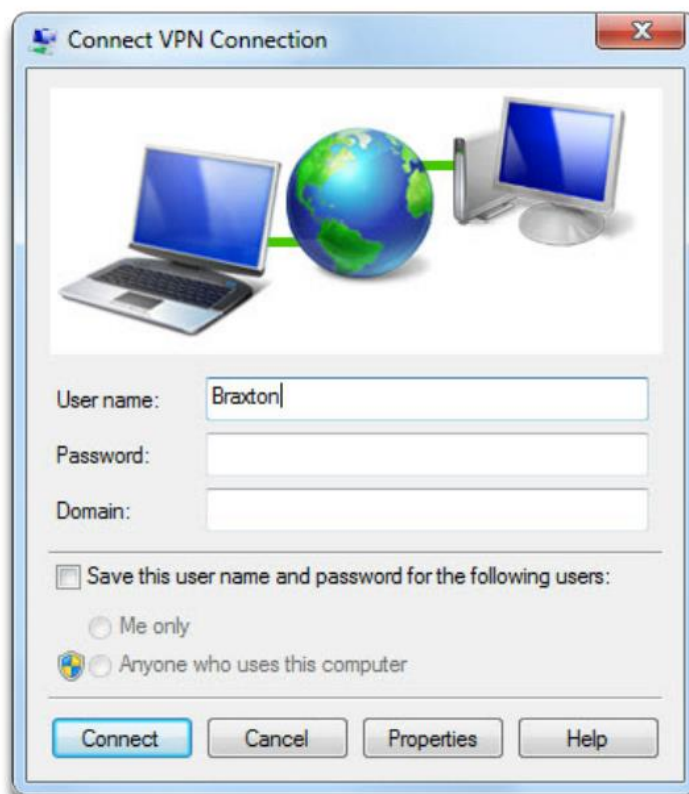 Connect VPN Connection
User name: Braxton
Password:
Domain:
Save this user name and password for the following users:
Me only
Anyone who uses this computer
Connect Cancel Properties Help